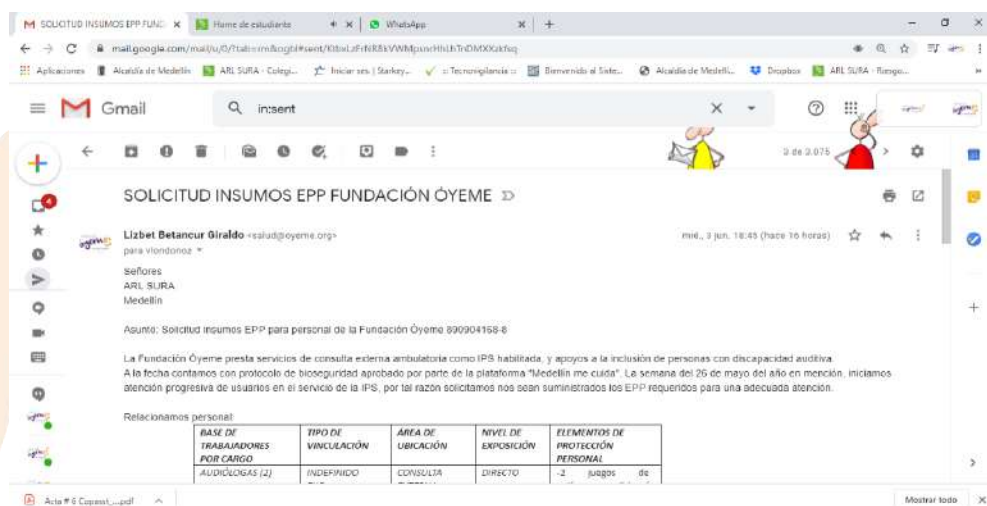 SOLICITUD INSUMOS EPP FUNDA
Home de estudiante
WhatsApp
mail.google.com/mail/u/0/
Aplicaciones
Alcaldía de Medellín
ARL SURA - Colegi...
Iniciar ses. | Starkey...
:: Tecnovigilancia ::
Bienvenido al Siste...
Alcaldía de Medelli...
Dropbox
ARL SURA - Riesgo...
Gmail
in:sent
3 de 3.075
SOLICITUD INSUMOS EPP FUNDACIÓN ÓYEME
4
Lizbet Betancur Giraldo <salud@oyeme.org>
mié., 3 jun. 18:45 (hace 16 horas)
para vlondonoz
Señores
ARL SURA
Medellín
Asunto: Solicitud insumos EPP para personal de la Fundación Óyeme 890904168-8
La Fundación Óyeme presta servicios de consulta externa ambulatoria como IPS habilitada, y apoyos a la inclusión de personas con discapacidad auditiva.
A la fecha contamos con protocolo de bioseguridad aprobado por parte de la plataforma "Medellín me cuida". La semana del 26 de mayo del año en mención, iniciamos
atención progresiva de usuarios en el servicio de la IPS, por tal razón solicitamos nos sean suministrados los EPP requeridos para una adecuada atención.
Relacionamos personal:
BASE DE TRABAJADORES POR CARGO
TIPO DE VINCULACIÓN
ÁREA DE UBICACIÓN
NIVEL DE EXPOSICIÓN
ELEMENTOS DE PROTECCIÓN PERSONAL
AUDIÓLOGAS (2)
INDEFINIDO
CONSULTA
DIRECTO
-2 juegos de
Acta # 6 Copasst_....pdf
Mostrar todo